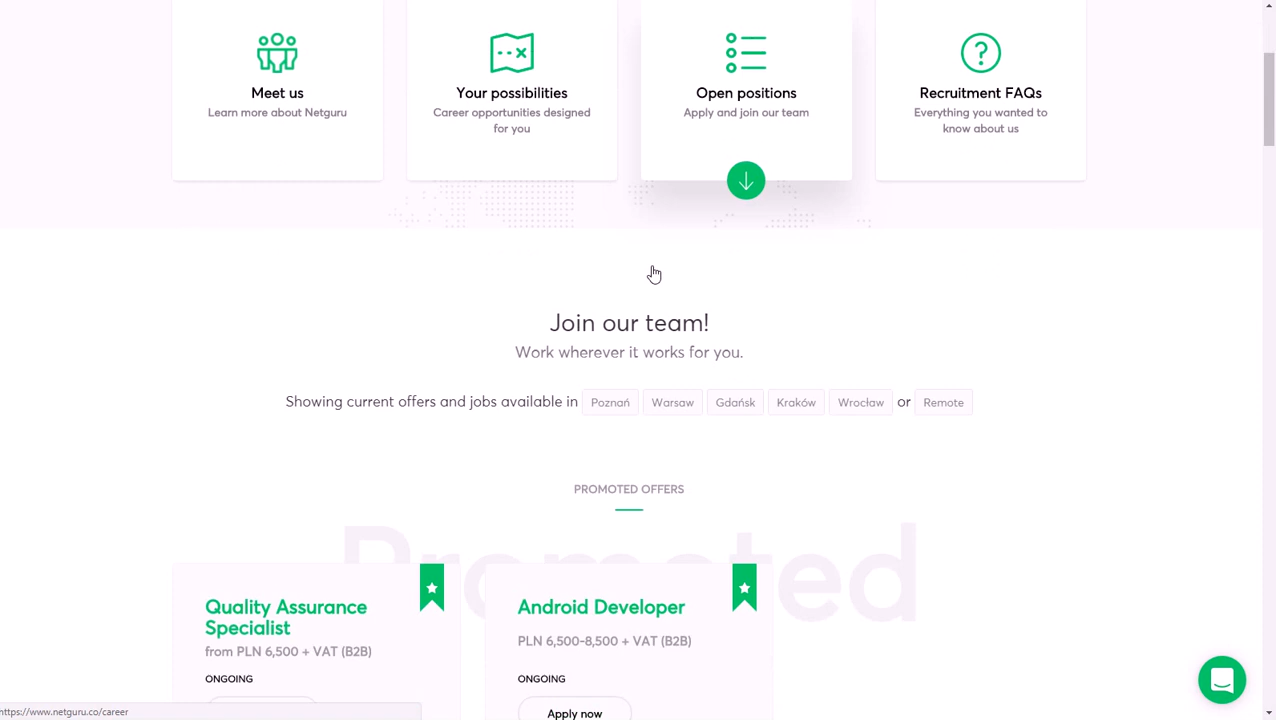 Meet us
Learn more about Netguru
Your possibilities
Career opportunities designed
for you
Open positions
Apply and join our team
Recruitment FAQs
Everything you wanted to
know about us
Join our team!
Work wherever it works for you.
Showing current offers and jobs available in Poznań Warsaw Gdańsk Kraków Wrocław or Remote
PROMOTED OFFERS
Promoted
Quality Assurance
Specialist
from PLN 6,500 + VAT (B2B)
ONGOING
Android Developer
PLN 6,500-8,500 + VAT (B2B)
ONGOING
Apply now
https://www.netguru.co/career